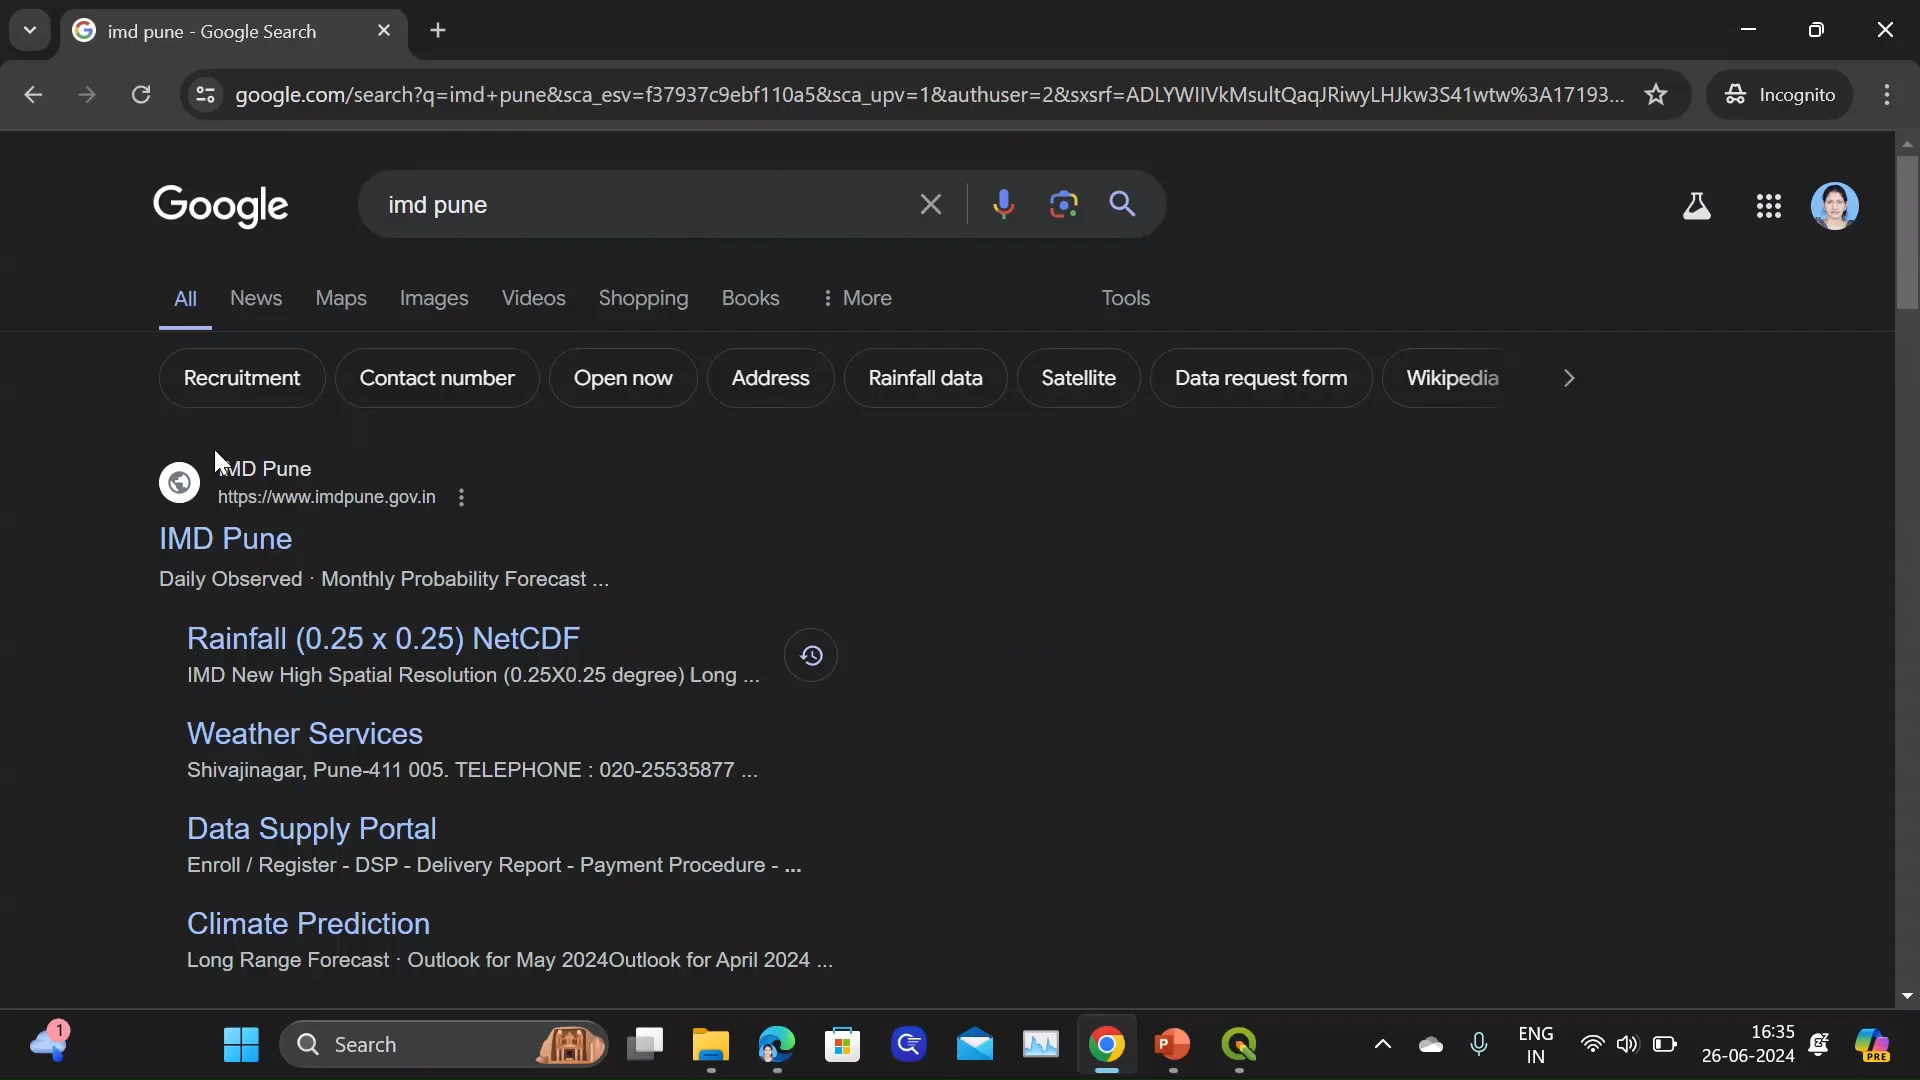 imd pune - Google Search
google.com/search?q=imd+pune&sca_esv=f37937c9ebf110a5&sca_upv=1&authuser=2&sxsrf=ADLYWIIVkMsultQaqJRiwyLHJkw3S41wtw%3A17193...
Incognito
Google
imd pune
All News Maps Images Videos Shopping Books More Tools
Recruitment Contact number Open now Address Rainfall data Satellite Data request form Wikipedia
IMD Pune
https://www.imdpune.gov.in
IMD Pune
Daily Observed · Monthly Probability Forecast ...
Rainfall (0.25 x 0.25) NetCDF
IMD New High Spatial Resolution (0.25X0.25 degree) Long ...
Weather Services
Shivajinagar, Pune-411 005. TELEPHONE : 020-25535877 ...
Data Supply Portal
Enroll / Register - DSP - Delivery Report - Payment Procedure - ...
Climate Prediction
Long Range Forecast · Outlook for May 2024Outlook for April 2024 ...
1
Search
P
ENG
IN
16:35
26-06-2024
PRE